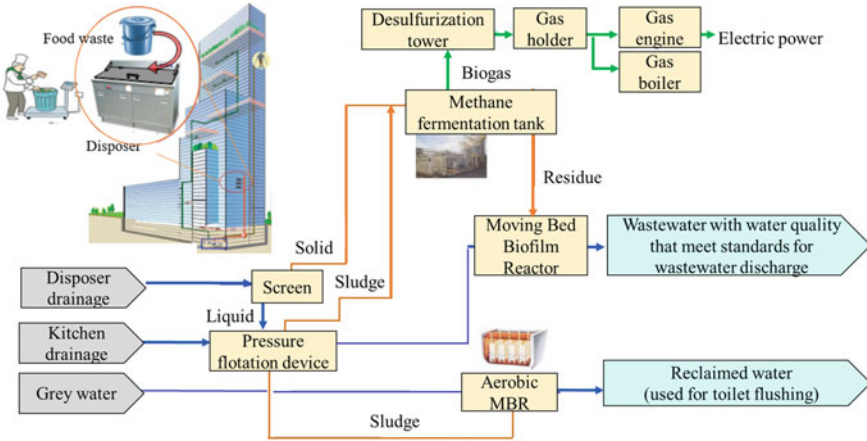 Food waste
Disposer
Desulfurization
tower
Gas
holder
Gas
engine
Electric power
Gas
boiler
Biogas
Methane
fermentation tank
Residue
Solid
Sludge
Moving Bed
Biofilm
Reactor
Wastewater with water quality
that meet standards for
wastewater discharge
Disposer
drainage
Screen
Liquid
Kitchen
drainage
Pressure
flotation device
Grey water
Aerobic
MBR
Reclaimed water
(used for toilet flushing)
Sludge